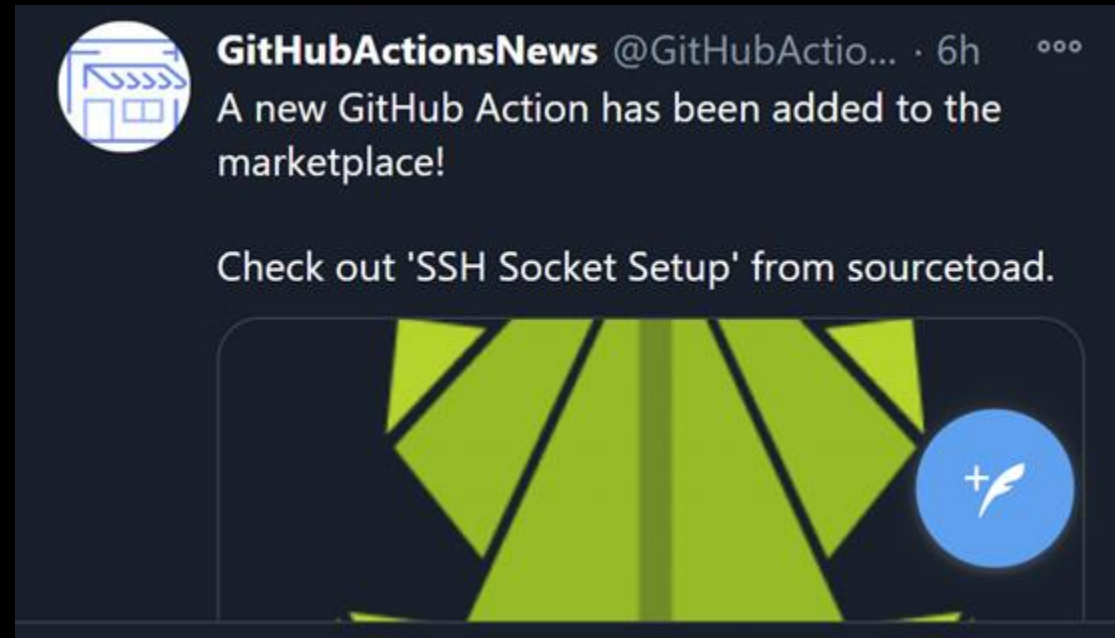 GitHubActionsNews @GitHubActio... · 6h
A new GitHub Action has been added to the
marketplace!
Check out 'SSH Socket Setup' from sourcetoad.